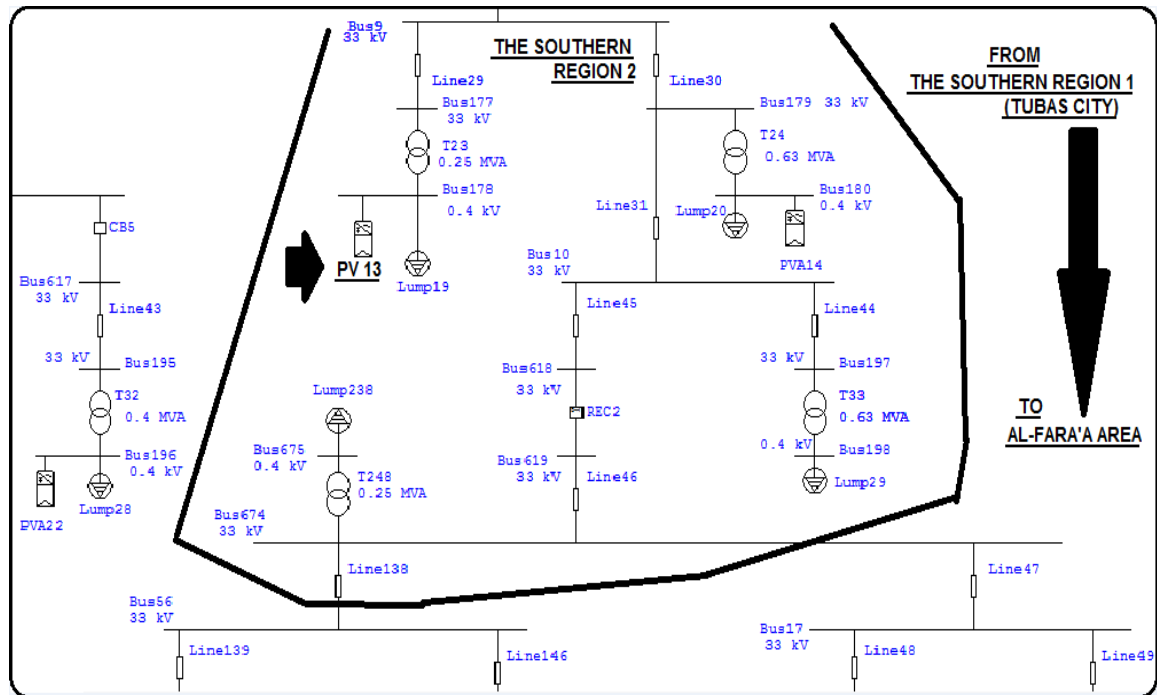 Bus9
33 kV
THE SOUTHERN
REGION 2
FROM
THE SOUTHERN REGION 1
(TUBAS CITY)
Line29
Line30
Bus177
33 kV
Bus179 33 kV
T23
0.25 MVA
T24
0.63 MVA
Bus178
0.4 kV
Lump20
Bus180
0.4 kV
CB5
Line31
PV 13
Lump19
PVA14
Bus10
33 kV
Bus617
33 kV
Line43
Line45
Line44
33 kV
Bus195
Bus618
33 kV
33 kV
Bus197
T32
0.4 MVA
Lump238
REC2
T33
0.63 MVA
TO
AL-FARA'A AREA
Bus196
0.4 kV
Bus675
0.4 kV
Bus619
33 kV
Line46
0.4 kV
Bus198
T248
0.25 MVA
Lump29
PVA22
Lump28
Bus674
33 kV
Line138
Line47
Bus56
33 kV
Bus17
33 kV
Line139
Line146
Line48
Line49